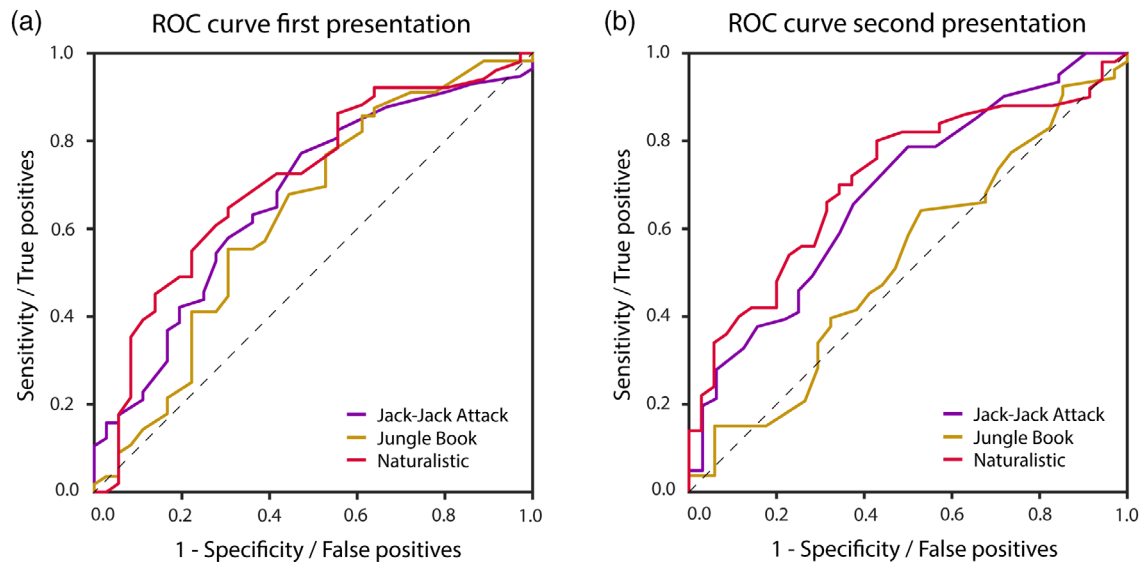 (a) ROC curve first presentation
1.0
0.8
0.6
0.4
0.2
0.0
Sensitivity / True positives
Jack-Jack Attack
Jungle Book
Naturalistic
0.0 0.2 0.4 0.6 0.8 1.0
1 - Specificity / False positives
(b) ROC curve second presentation
1.0
0.8
0.6
0.4
0.2
0.0
Sensitivity / True positives
Jack-Jack Attack
Jungle Book
Naturalistic
0.0 0.2 0.4 0.6 0.8 1.0
1 - Specificity / False positives